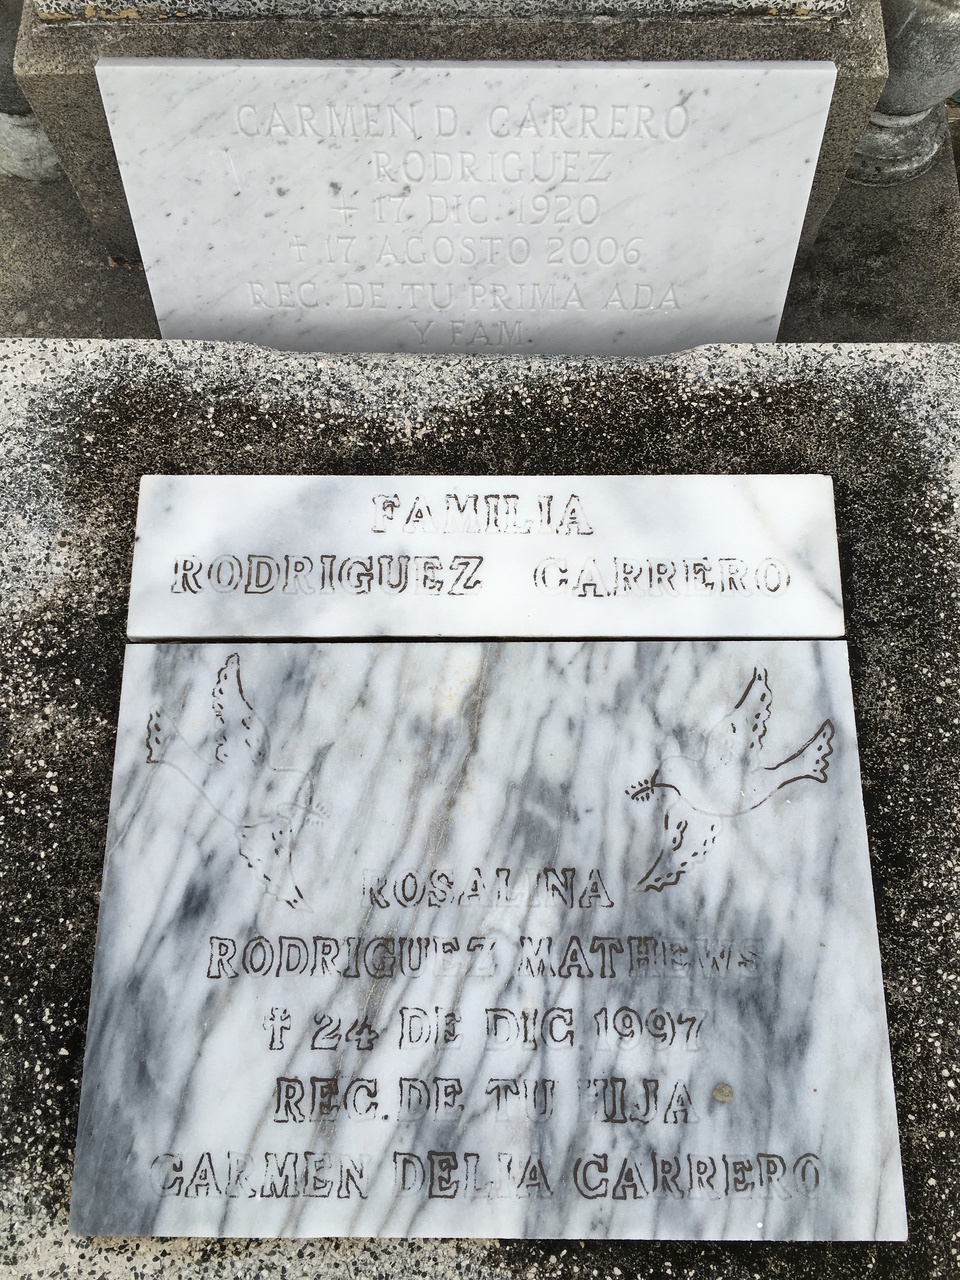 CARMEN D. CARRERO
RODRIGUEZ
+ 17 DIC. 1920
† 17 AGOSTO 2006
REC. DE TU PRIMA ADA
Y FAM.
FAMILIA
RODRIGUEZ CARRERO
ROSALINA
RODRIGUEZ MATHEWS
† 24 DE DIC 1997
REC. DE TU HIJA
CARMEN DELIA CARRERO